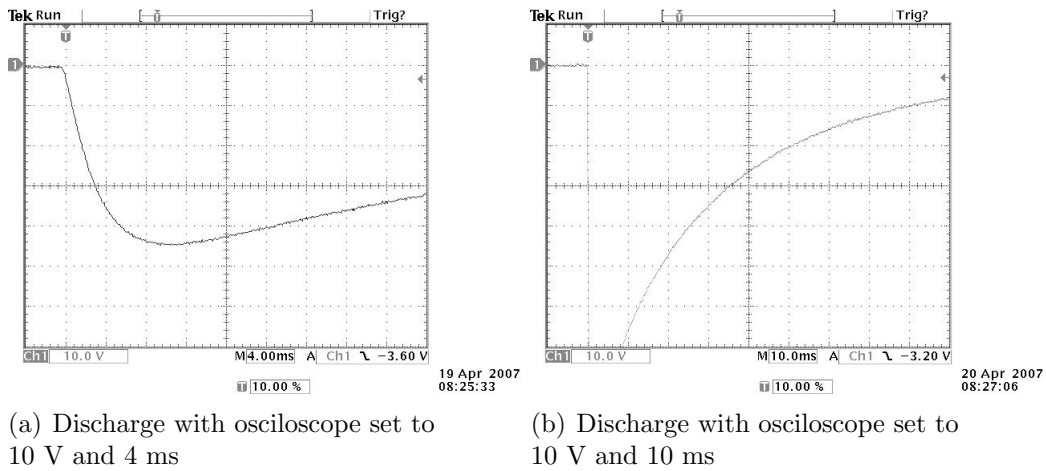 Tek Run Trig?
T
T
1
Ch1 10.0 V M 4.00ms A Ch1 −3.60 V
T 10.00 %
19 Apr 2007
08:25:33
(a) Discharge with osciloscope set to
10 V and 4 ms
Tek Run Trig?
T
T
1
Ch1 10.0 V M 10.0ms A Ch1 −3.20 V
T 10.00 %
20 Apr 2007
08:27:06
(b) Discharge with osciloscope set to
10 V and 10 ms